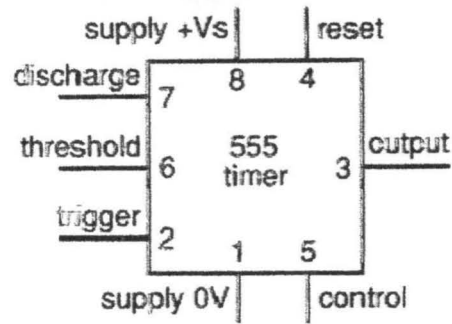 supply +Vs
reset
discharge
7
8
4
threshold
6
555
timer
3
cutput
trigger
2
1
5
supply 0V
control